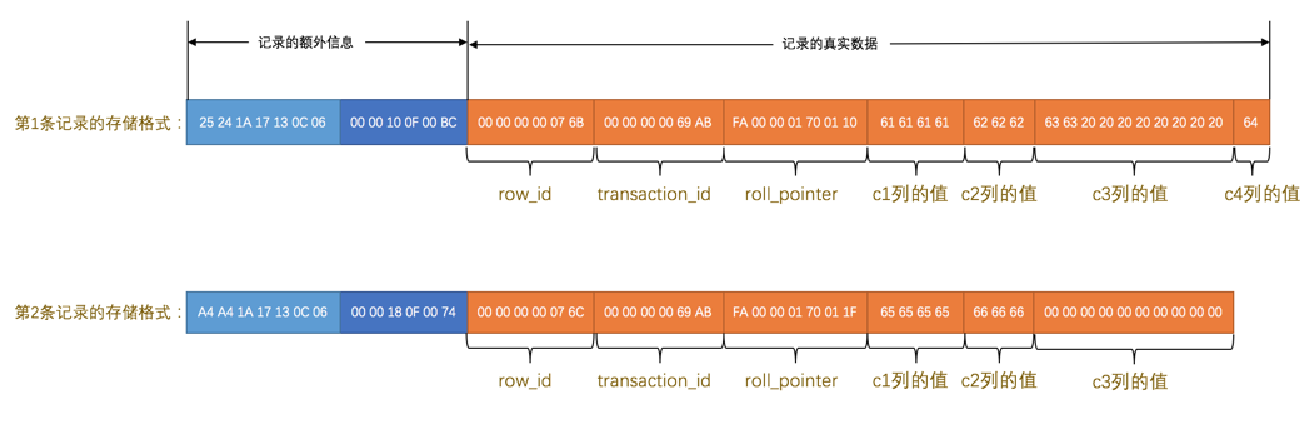 记录的额外信息 记录的真实数据
第1条记录的存储格式: 25 24 1A 17 13 0C 06 00 00 10 0F 00 BC 00 00 00 00 07 6B 00 00 00 00 69 AB FA 00 00 01 70 01 10 61 61 61 61 62 62 62 63 63 20 20 20 20 20 20 20 20 64
row_id transaction_id roll_pointer c1列的值 c2列的值 c3列的值 c4列的值
第2条记录的存储格式: A4 A4 1A 17 13 0C 06 00 00 18 0F 00 74 00 00 00 00 07 6C 00 00 00 00 69 AB FA 00 00 01 70 01 1F 65 65 65 65 66 66 66 00 00 00 00 00 00 00 00 00 00
row_id transaction_id roll_pointer c1列的值 c2列的值 c3列的值